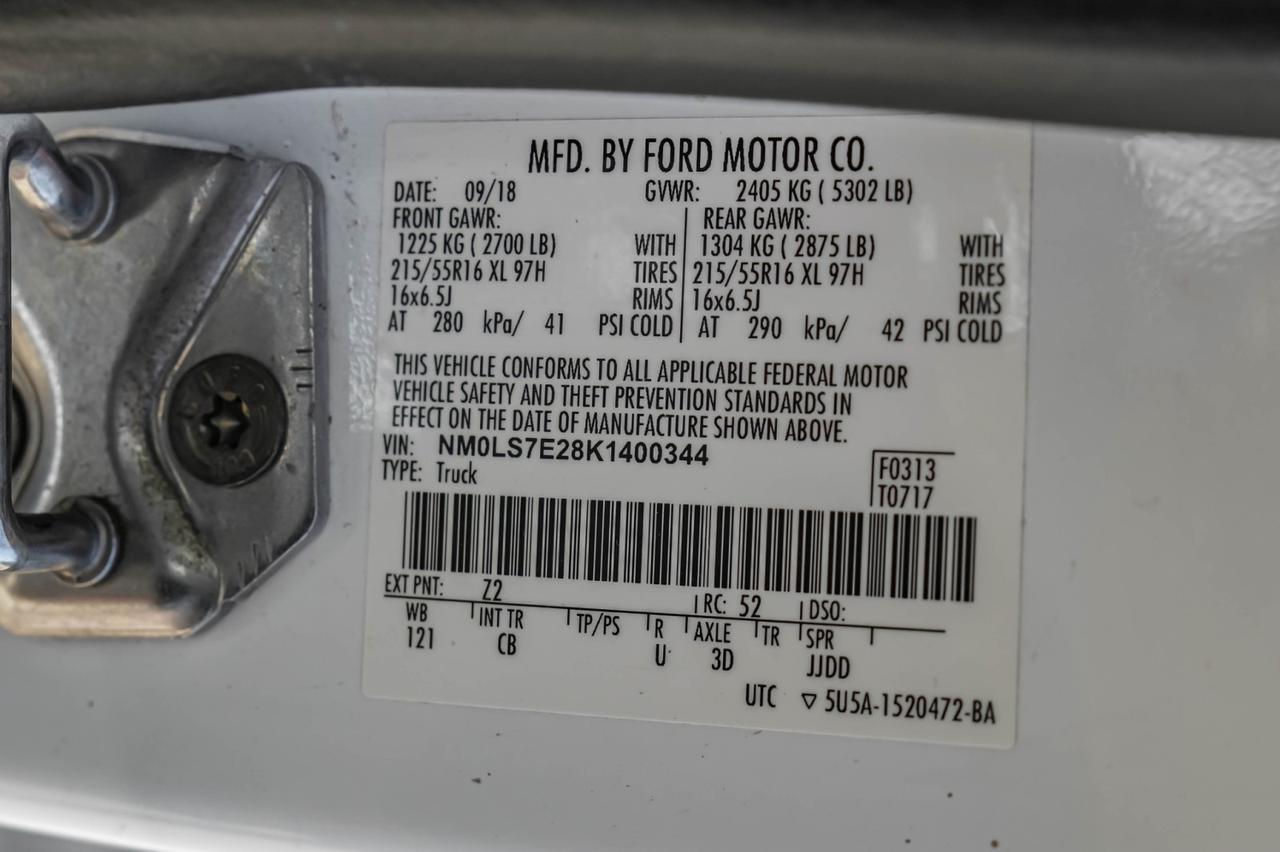 MFD. BY FORD MOTOR CO.
DATE: 09/18 GVWR: 2405 KG ( 5302 LB)
FRONT GAWR: REAR GAWR:
1225 KG ( 2700 LB) WITH 1304 KG ( 2875 LB) WITH
215/55R16 XL 97H TIRES 215/55R16 XL 97H TIRES
16x6.5J RIMS 16x6.5J RIMS
AT 280 kPa/ 41 PSI COLD AT 290 kPa/ 42 PSI COLD
THIS VEHICLE CONFORMS TO ALL APPLICABLE FEDERAL MOTOR
VEHICLE SAFETY AND THEFT PREVENTION STANDARDS IN
EFFECT ON THE DATE OF MANUFACTURE SHOWN ABOVE.
VIN: NM0LS7E28K1400344
TYPE: Truck
F0313
T0717
EXT PNT: Z2 RC: 52 DSO:
WB INT TR TP/PS R AXLE TR SPR
121 CB U 3D JJDD
UTC ▽ 5U5A-1520472-BA